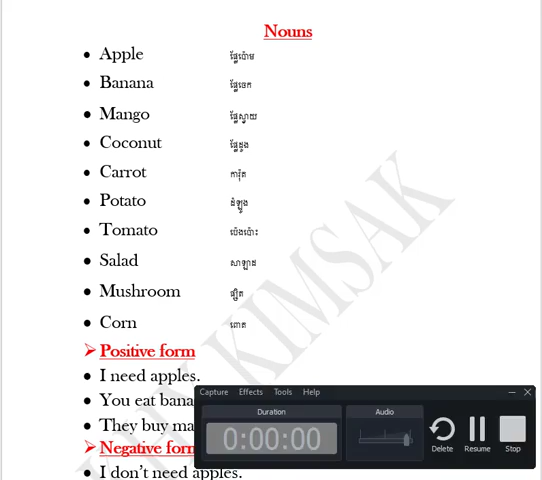 Nouns
• Apple ផ្លែប៉ោម
• Banana ផ្លែចេក
• Mango ផ្លែស្វាយ
• Coconut ផ្លែដូង
• Carrot ការ៉ុត
• Potato ដំឡូង
• Tomato ប៉េងប៉ោះ
• Salad សាឡាដ
• Mushroom ផ្សិត
• Corn ពោត
➢ Positive form
• I need apples.
• You eat bana
• They buy ma
➢ Negative form
• I don't need apples.
Capture Effects Tools Help
Duration Audio
0:00:00
Delete Resume Stop
KIMSAK